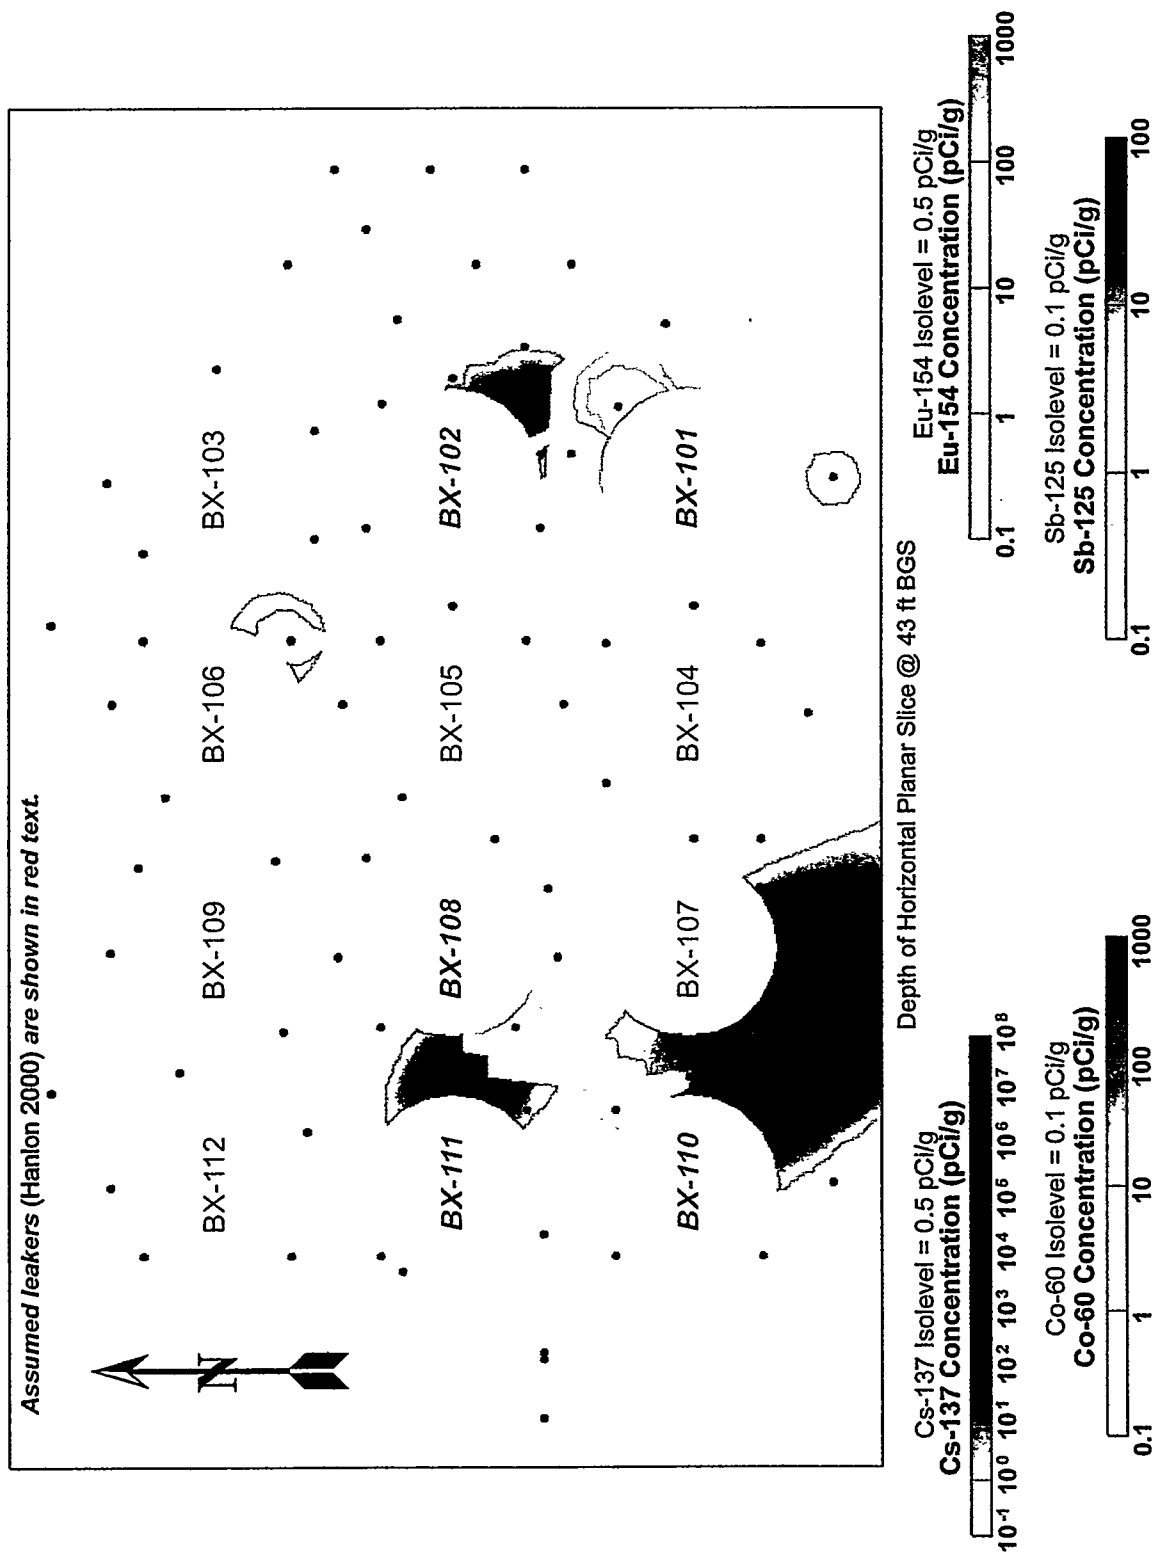 Assumed leakers (Hanlon 2000) are shown in red text.
N
BX-112
BX-109
BX-106
BX-103
BX-111
BX-108
BX-105
BX-102
BX-110
BX-107
BX-104
BX-101
Depth of Horizontal Planar Slice @ 43 ft BGS
Cs-137 Isolevel = 0.5 pCi/g
Cs-137 Concentration (pCi/g)
10⁻¹ 10⁰ 10¹ 10² 10³ 10⁴ 10⁵ 10⁶ 10⁷ 10⁸
Eu-154 Isolevel = 0.5 pCi/g
Eu-154 Concentration (pCi/g)
0.1 1 10 100 1000
Co-60 Isolevel = 0.1 pCi/g
Co-60 Concentration (pCi/g)
0.1 1 10 100 1000
Sb-125 Isolevel = 0.1 pCi/g
Sb-125 Concentration (pCi/g)
0.1 1 10 100